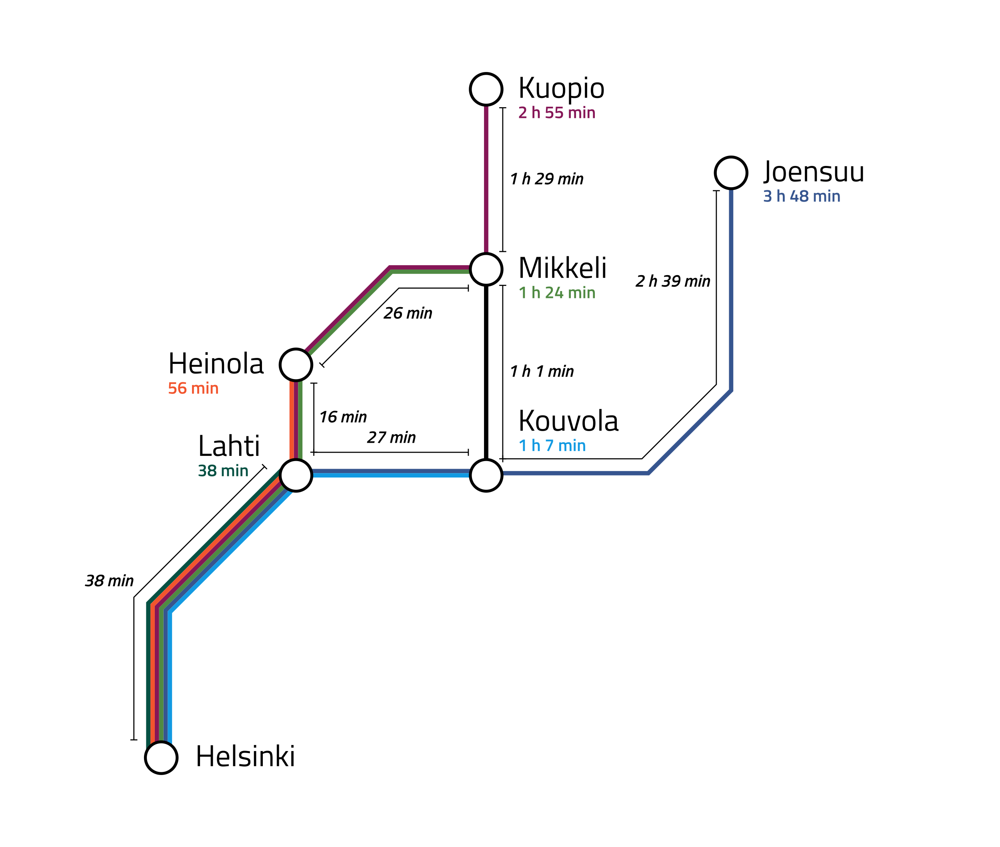 Kuopio
2 h 55 min
1 h 29 min
Joensuu
3 h 48 min
Mikkeli
1 h 24 min
2 h 39 min
26 min
Heinola
56 min
1 h 1 min
16 min
27 min
Kouvola
1 h 7 min
Lahti
38 min
38 min
Helsinki